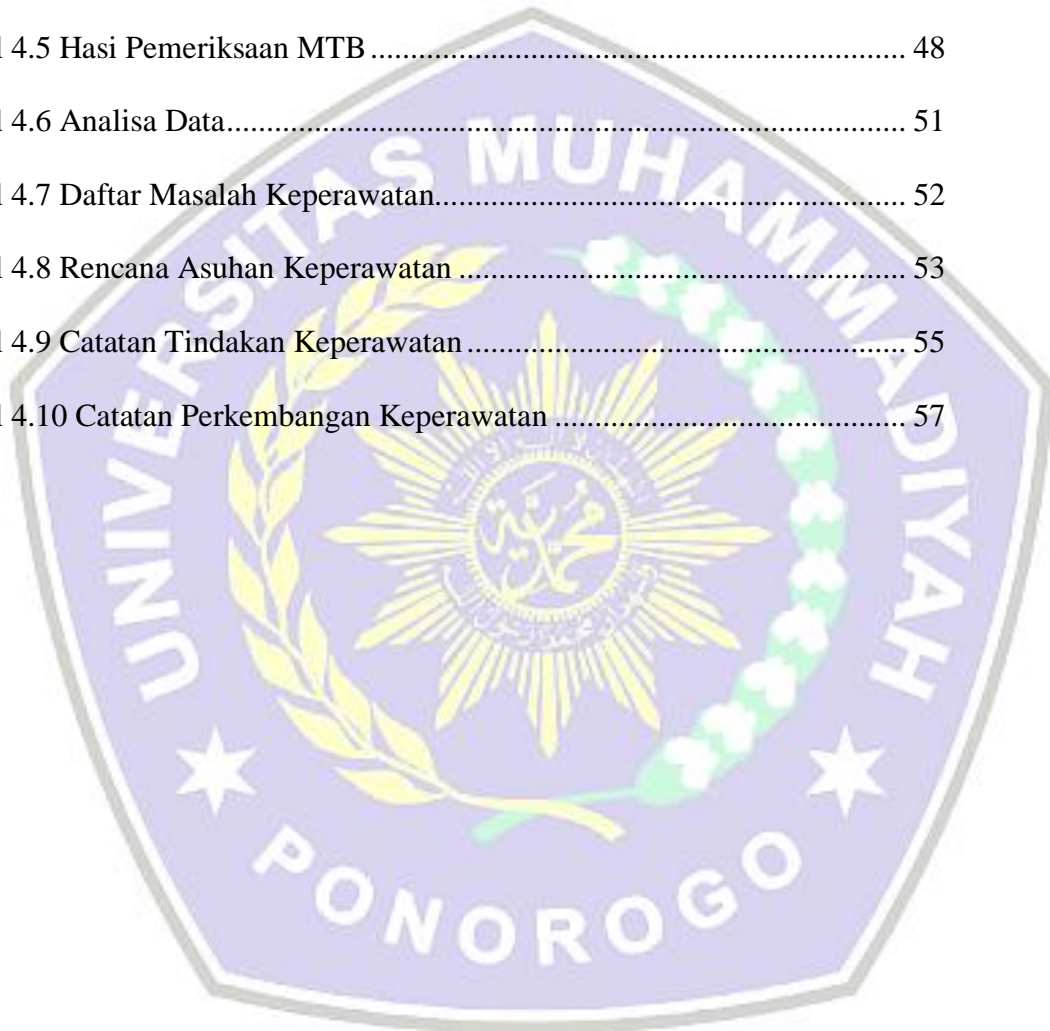 l 4.5 Hasi Pemeriksaan MTB ........................................................................ 48
l 4.6 Analisa Data............................................................................................ 51
l 4.7 Daftar Masalah Keperawatan............................................................... 52
l 4.8 Rencana Asuhan Keperawatan ............................................................ 53
l 4.9 Catatan Tindakan Keperawatan ........................................................... 55
l 4.10 Catatan Perkembangan Keperawatan ............................................... 57
UNIVERSITAS MUHAMMADIYAH
محمدية
PONOROGO